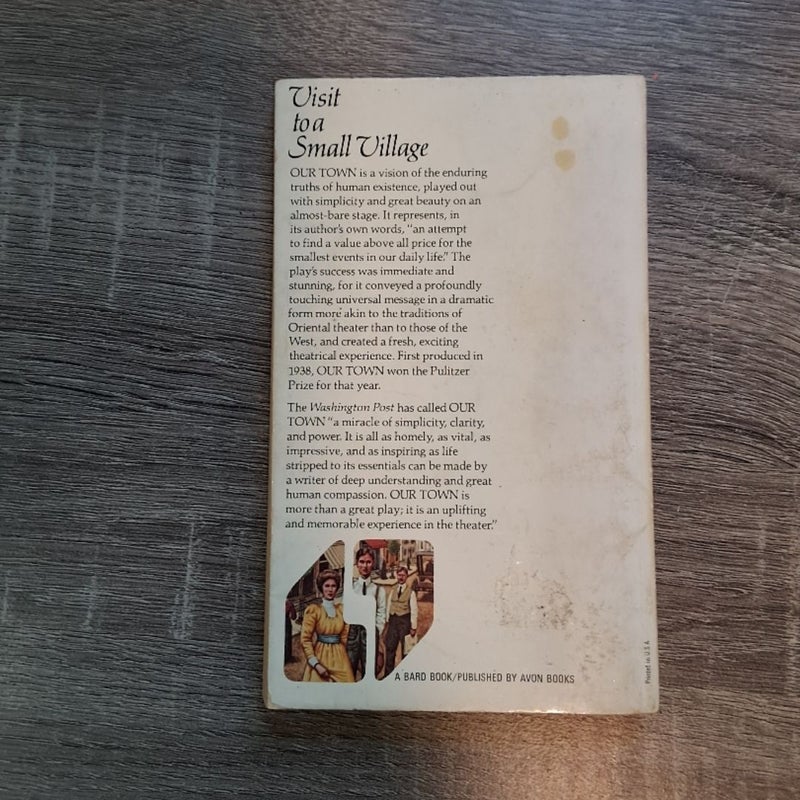 Visit
to a
Small Village
OUR TOWN is a vision of the enduring
truths of human existence, played out
with simplicity and great beauty on an
almost-bare stage. It represents, in
its author's own words, "an attempt
to find a value above all price for the
smallest events in our daily life." The
play's success was immediate and
stunning, for it conveyed a profoundly
touching universal message in a dramatic
form more akin to the traditions of
Oriental theater than to those of the
West, and created a fresh, exciting
theatrical experience. First produced in
1938, OUR TOWN won the Pulitzer
Prize for that year.
The Washington Post has called OUR
TOWN "a miracle of simplicity, clarity,
and power. It is all as homely, as vital, as
impressive, and as inspiring as life
stripped to its essentials can be made by
a writer of deep understanding and great
human compassion. OUR TOWN is
more than a great play; it is an uplifting
and memorable experience in the theater."
A BARD BOOK/PUBLISHED BY AVON BOOKS
Printed in U.S.A.